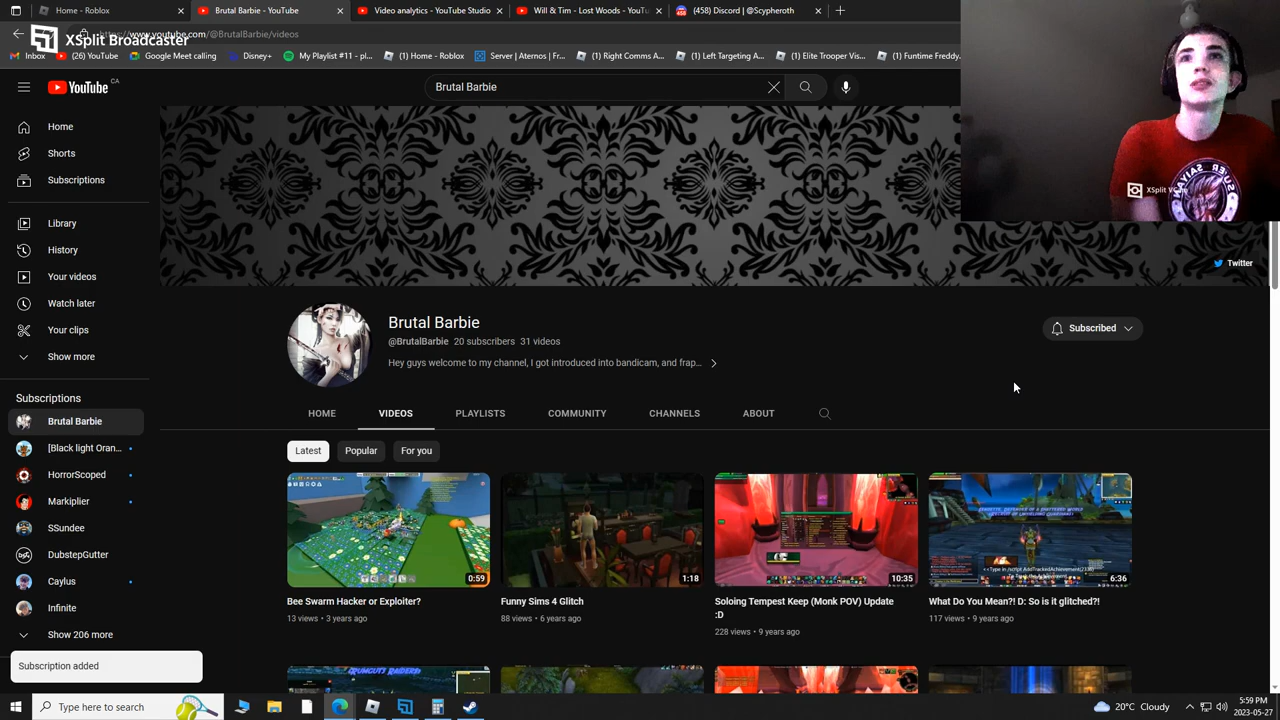 Home - Roblox
Brutal Barbie - YouTube
Video analytics - YouTube Studio
Will & Tim - Lost Woods - YouTube
(458) Discord | @Scypheroth
https://www.youtube.com/@BrutalBarbie/videos
XSplit Broadcaster
Inbox
(26) YouTube
Google Meet calling
Disney+
My Playlist #11 - pl...
(1) Home - Roblox
Server | Aternos | Fr...
(1) Right Comms A...
(1) Left Targeting A...
(1) Elite Trooper Vis...
(1) Funtime Freddy...
YouTube CA
Brutal Barbie
Home
Shorts
Subscriptions
Library
History
Your videos
Watch later
Your clips
Show more
Subscriptions
Brutal Barbie
[Black light Oran...
HorrorScoped
Markiplier
SSundee
DubstepGutter
Caylus
Infinite
Show 206 more
Subscription added
XSplit VCam
Twitter
Brutal Barbie
@BrutalBarbie 20 subscribers 31 videos
Hey guys welcome to my channel, I got introduced into bandicam, and frap...
Subscribed
HOME
VIDEOS
PLAYLISTS
COMMUNITY
CHANNELS
ABOUT
Latest
Popular
For you
0:59
1:18
10:35
6:36
Bee Swarm Hacker or Exploiter?
13 views • 3 years ago
Funny Sims 4 Glitch
88 views • 6 years ago
Soloing Tempest Keep (Monk POV) Update
:D
228 views • 9 years ago
What Do You Mean?! D: So is it glitched?!
117 views • 9 years ago
Type here to search
20°C Cloudy
5:59 PM
2023-05-27